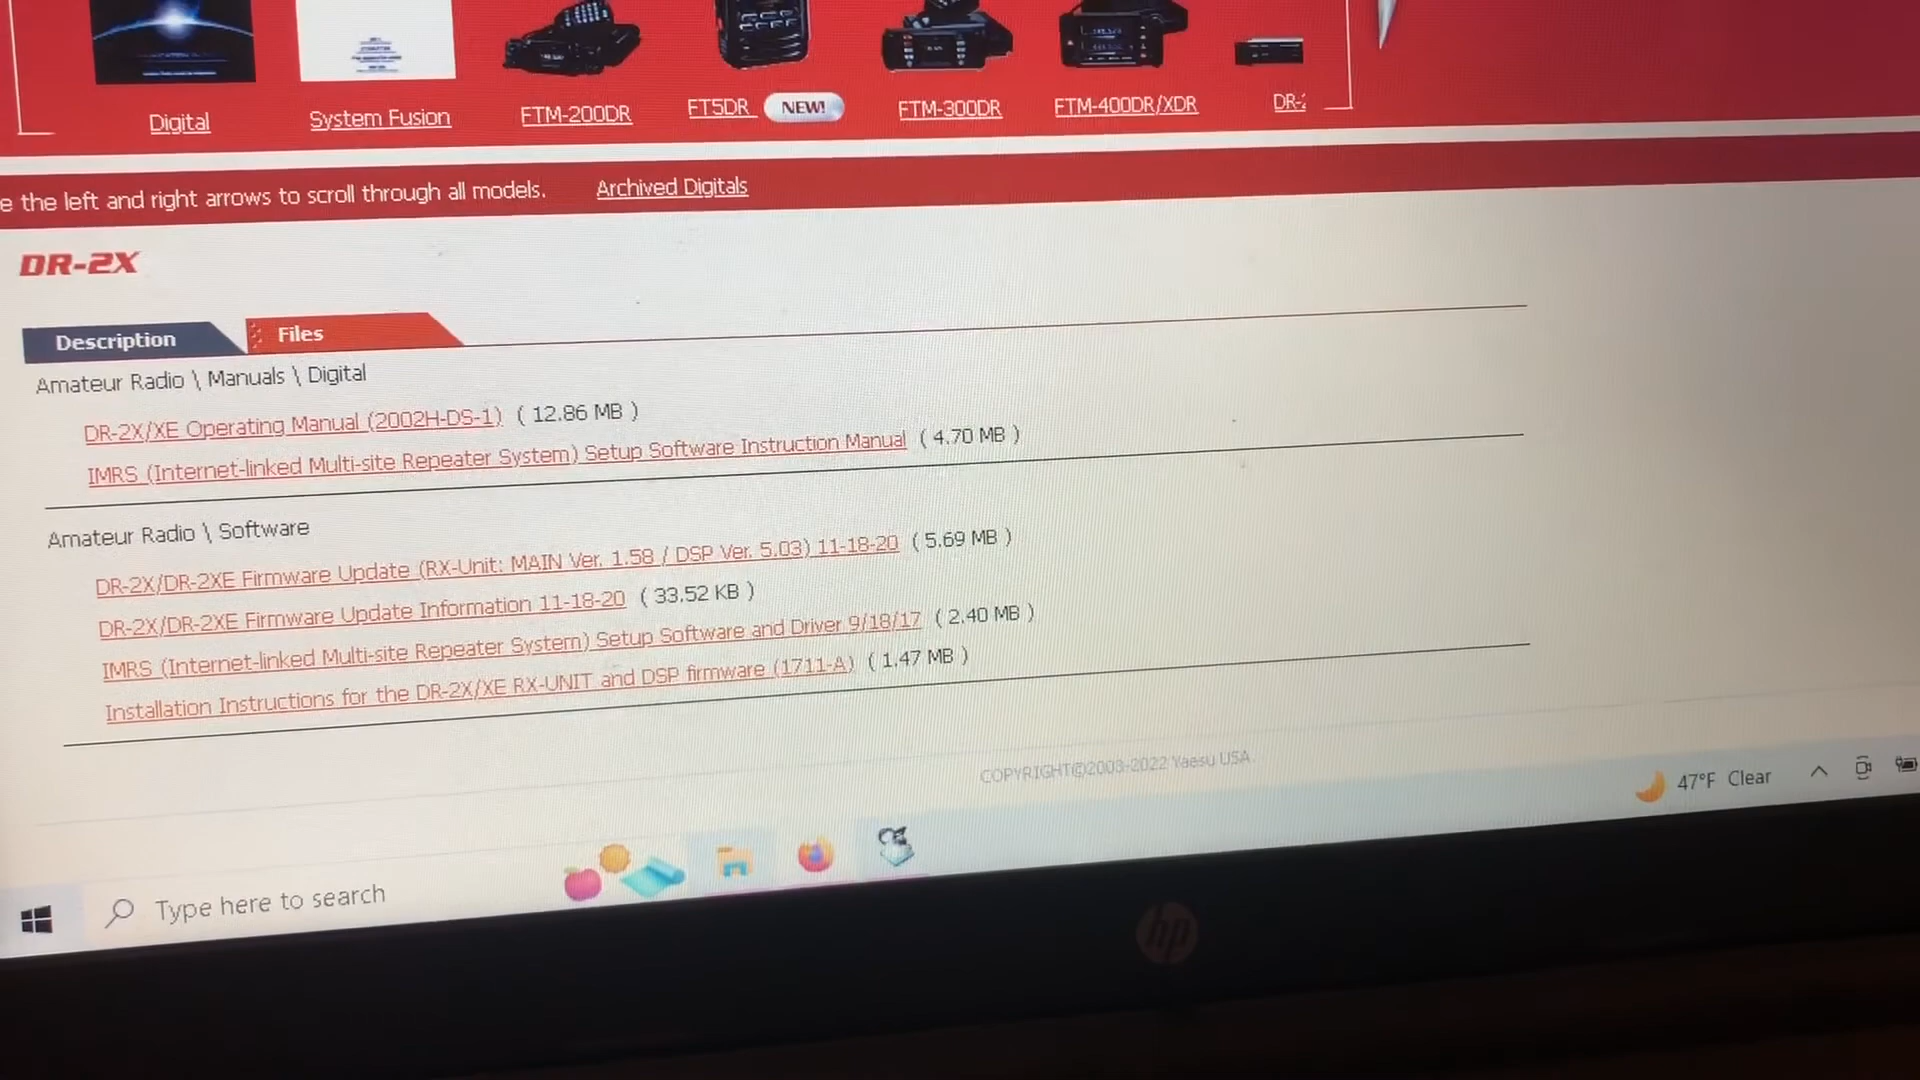 Digital
System Fusion
FTM-200DR
FT5DR
NEW!
FTM-300DR
FTM-400DR/XDR
DR-2
e the left and right arrows to scroll through all models.
Archived Digitals
DR-2X
Description
Files
Amateur Radio \ Manuals \ Digital
DR-2X/XE Operating Manual (2002H-DS-1) ( 12.86 MB )
IMRS (Internet-linked Multi-site Repeater System) Setup Software Instruction Manual ( 4.70 MB )
Amateur Radio \ Software
DR-2X/DR-2XE Firmware Update (RX-Unit: MAIN Ver. 1.58 / DSP Ver. 5.03) 11-18-20 ( 5.69 MB )
DR-2X/DR-2XE Firmware Update Information 11-18-20 ( 33.52 KB )
IMRS (Internet-linked Multi-site Repeater System) Setup Software and Driver 9/18/17 ( 2.40 MB )
Installation Instructions for the DR-2X/XE RX-UNIT and DSP firmware (1711-A) ( 1.47 MB )
COPYRIGHT©2003-2022 Yaesu USA.
47°F Clear
Type here to search
hp